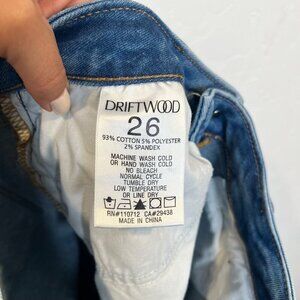 DRIFTWOOD
26
93% COTTON 5% POLYESTER
2% SPANDEX
MACHINE WASH COLD
OR HAND WASH COLD
NO BLEACH
NORMAL CYCLE
TUMBLE DRY
LOW TEMPERATURE
OR LINE DRY
RN#110712 CA#29438
MADE IN CHINA